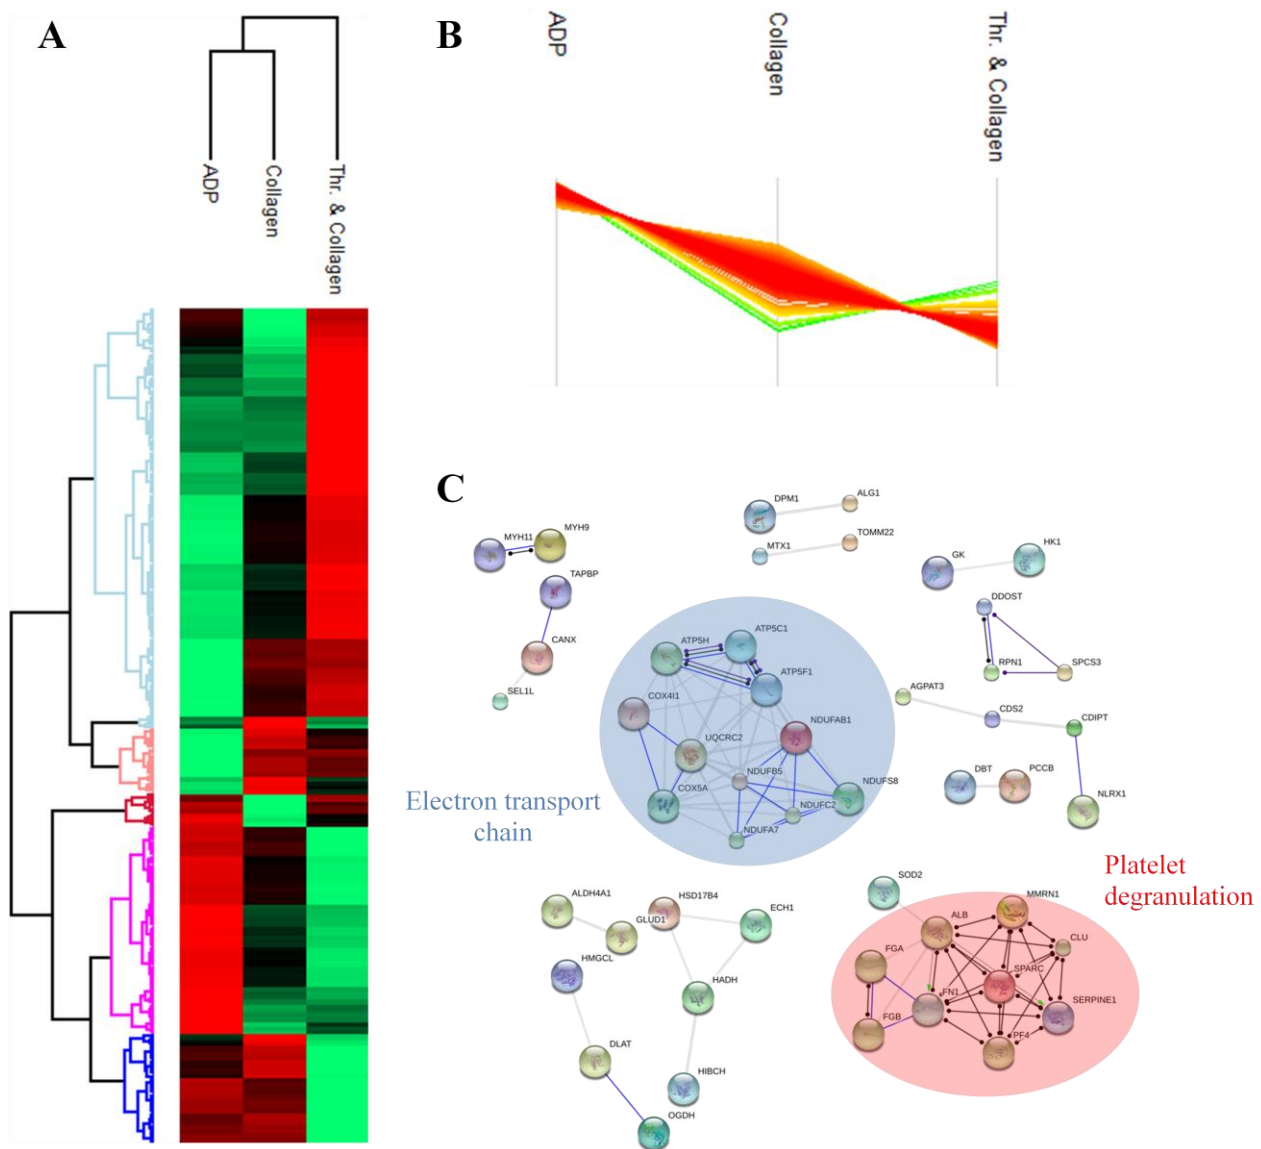 A
ADP
Collagen
Thr. & Collagen
B
ADP
Collagen
Thr. & Collagen
C
DPM1
ALG1
MYH11
MYH9
MTX1
TOMM22
GK
HK1
TAPBP
DDOST
CANX
RPN1
SPCS3
SEL1L
ATP5H
ATP5C1
ATP5F1
COX4I1
NDUFAB1
UQCRC2
NDUFB5
NDUFS8
COX5A
NDUFC2
NDUFA7
AGPAT3
CDS2
CDIPT
DBT
PCCB
NLRX1
Electron transport
chain
Platelet
degranulation
ALDH4A1
HSD17B4
ECH1
GLUD1
HMGCL
HADH
DLAT
HIBCH
OGDH
SOD2
MMRN1
ALB
CLU
FGA
SPARC
FN1
SERPINE1
FGB
PF4